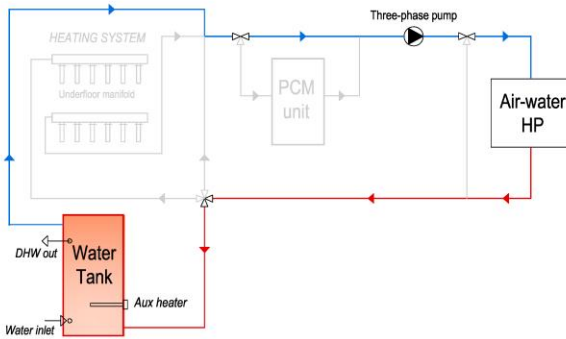 Three-phase pump
HEATING SYSTEM
Underfloor manifold
PCM
unit
Air-water
HP
DHW out
Water
Tank
Aux heater
Water inlet